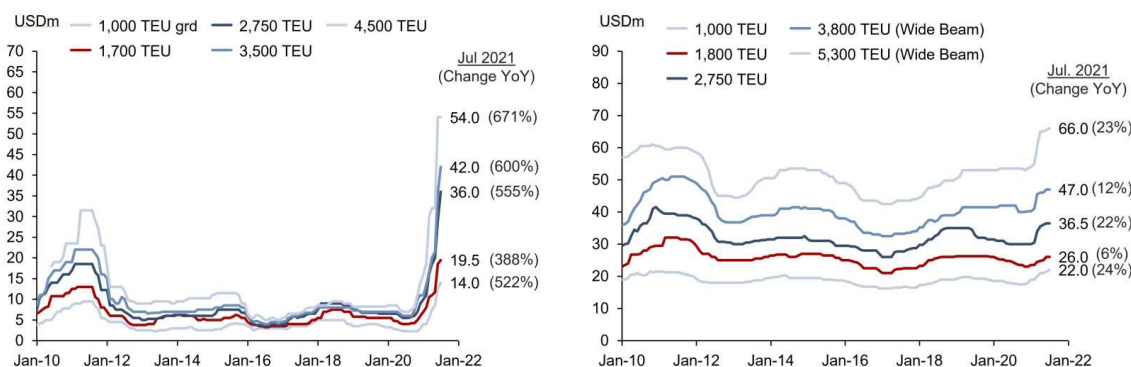 USDm
1,000 TEU grd
2,750 TEU
4,500 TEU
1,700 TEU
3,500 TEU
Jul 2021
(Change YoY)
70
65
60
55
50
45
40
35
30
25
20
15
10
5
0
54.0 (671%)
42.0 (600%)
36.0 (555%)
19.5 (388%)
14.0 (522%)
Jan-10 Jan-12 Jan-14 Jan-16 Jan-18 Jan-20 Jan-22
USDm
1,000 TEU
3,800 TEU (Wide Beam)
1,800 TEU
5,300 TEU (Wide Beam)
2,750 TEU
Jul. 2021
(Change YoY)
90
80
70
60
50
40
30
20
10
0
66.0 (23%)
47.0 (12%)
36.5 (22%)
26.0 (6%)
22.0 (24%)
Jan-10 Jan-12 Jan-14 Jan-16 Jan-18 Jan-20 Jan-22